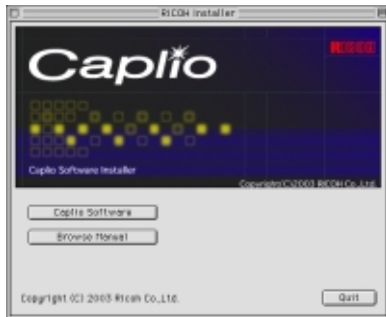 RICOH installer
RICOH
Caplio
Caplio Software Installer
Copyright(C)2003 RICOH Co.,Ltd.
Caplio Software
Browse Manual
Copyright (C) 2003 Ricoh Co.,Ltd.
Quit